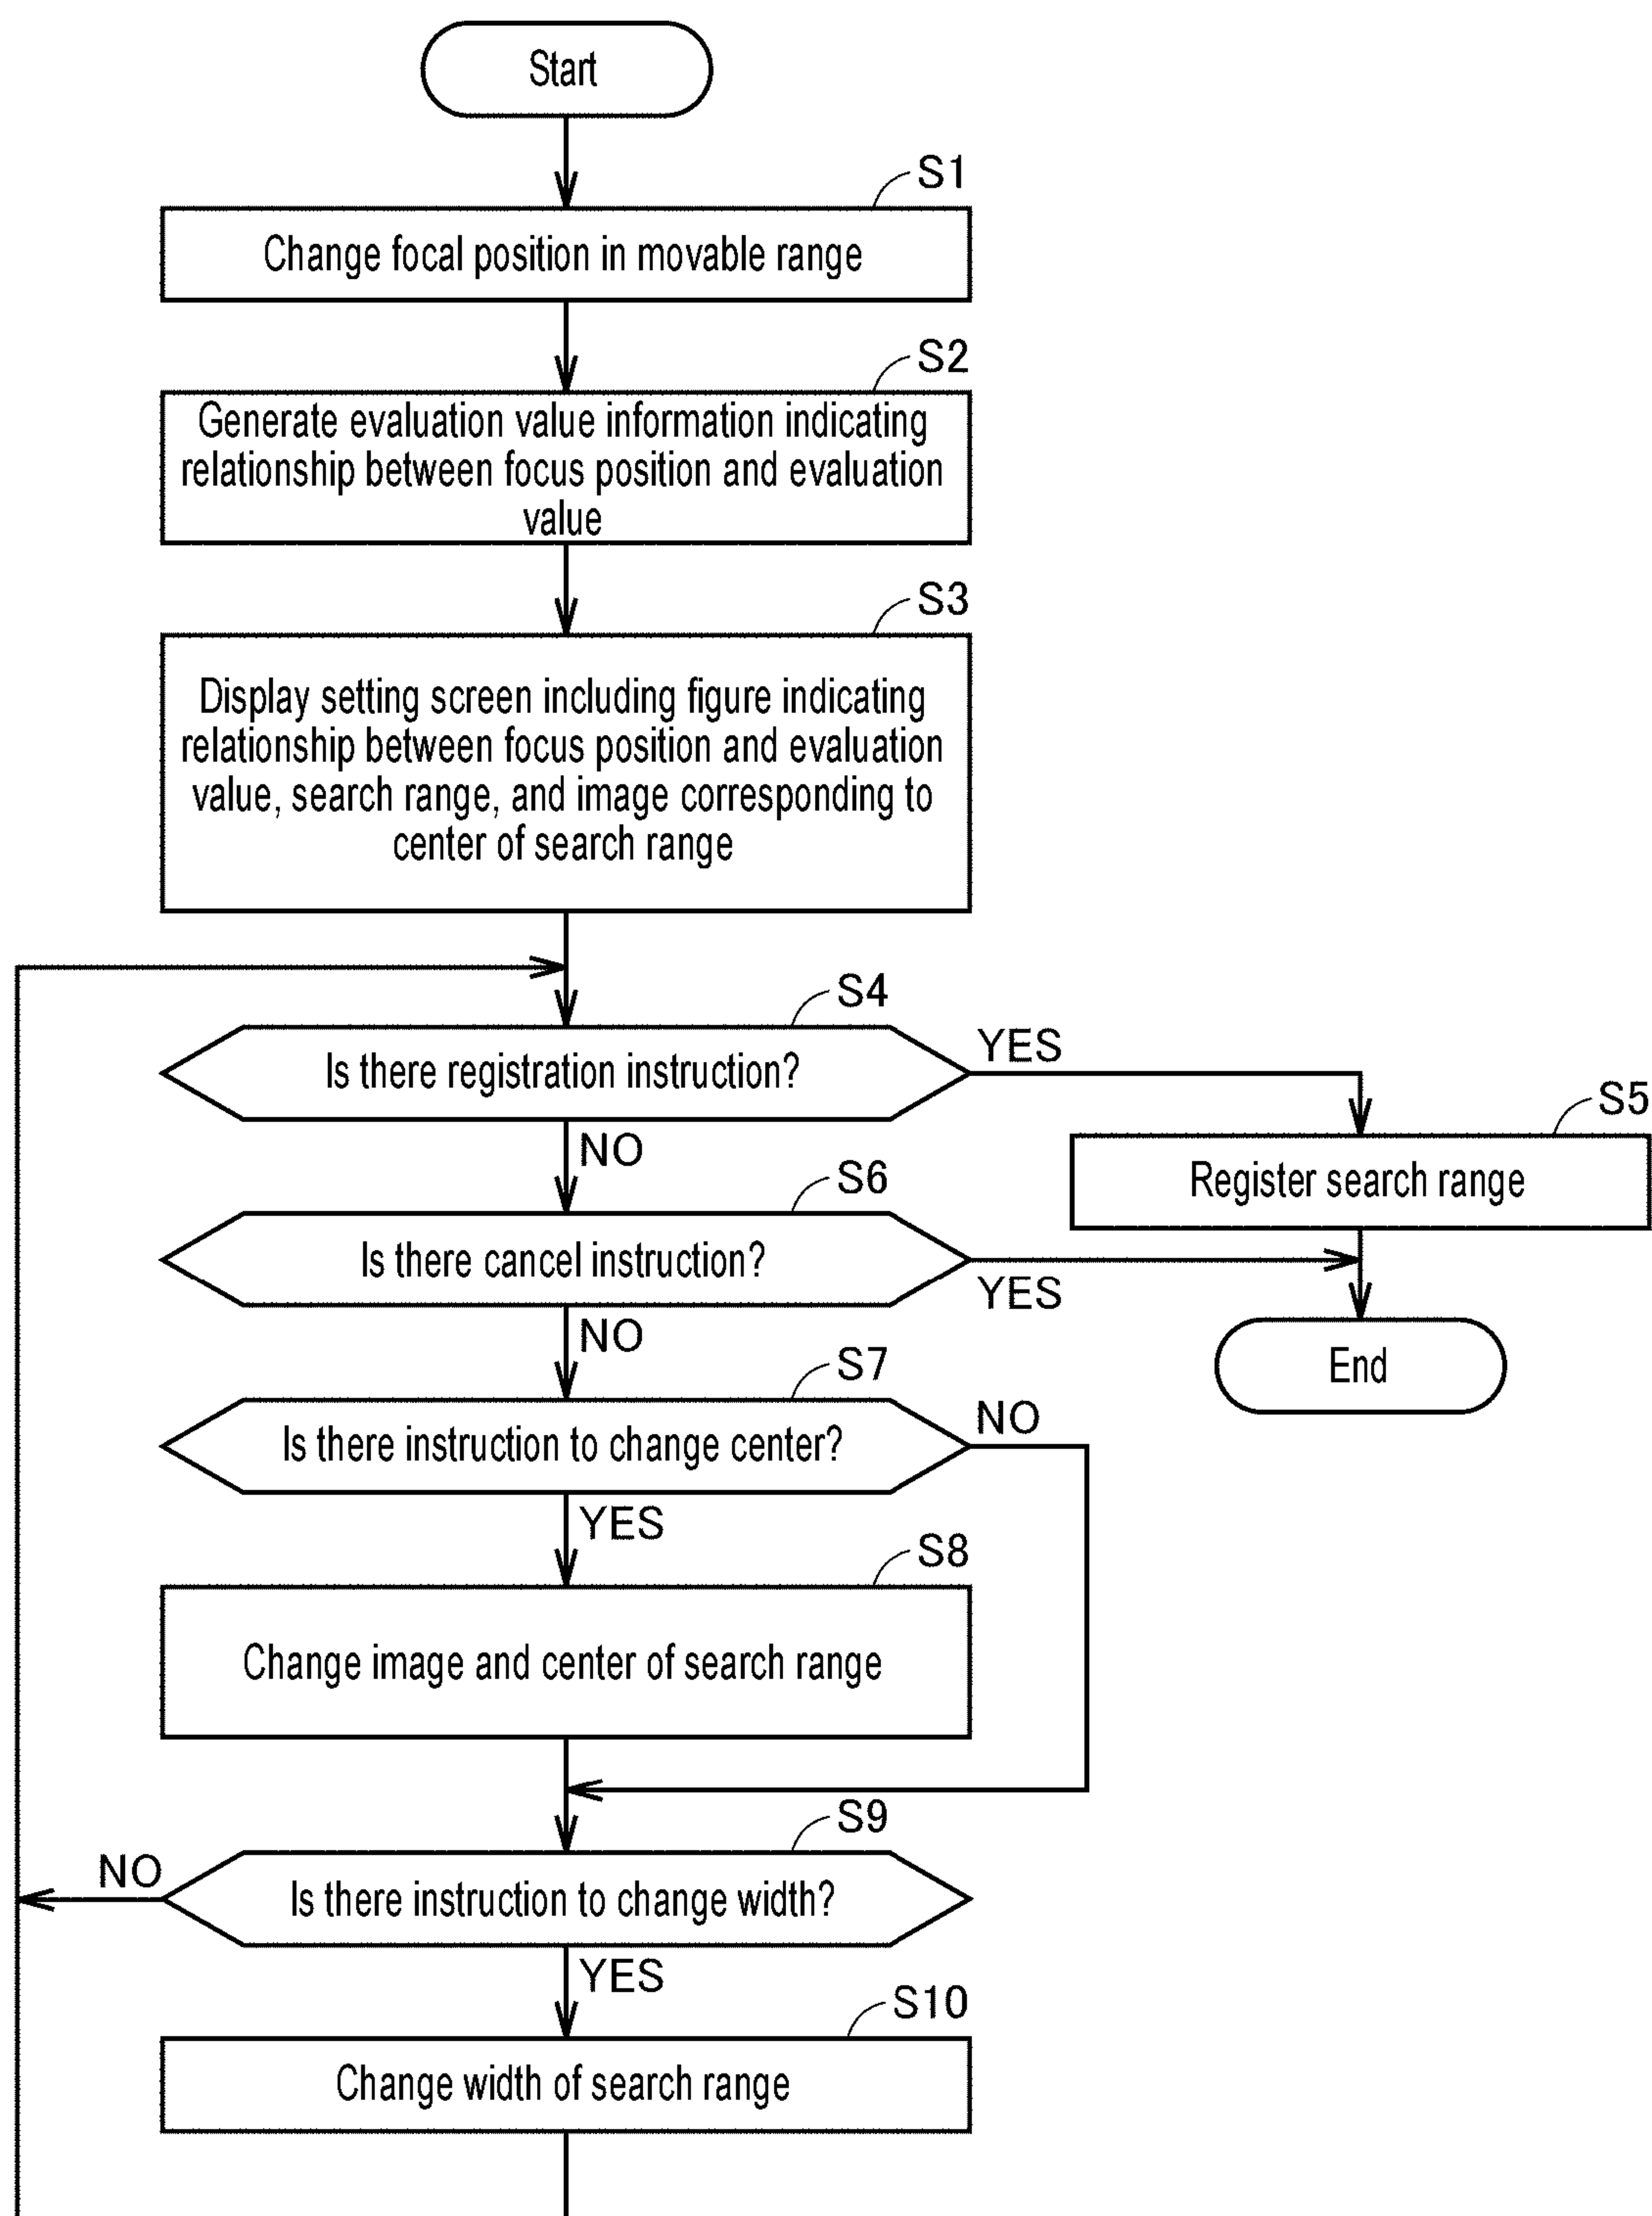 Start
S1
Change focal position in movable range
S2
Generate evaluation value information indicating
relationship between focus position and evaluation
value
S3
Display setting screen including figure indicating
relationship between focus position and evaluation
value, search range, and image corresponding to
center of search range
S4
Is there registration instruction?
YES
S5
Register search range
NO
S6
Is there cancel instruction?
YES
End
NO
S7
Is there instruction to change center?
NO
YES
S8
Change image and center of search range
S9
Is there instruction to change width?
NO
YES
S10
Change width of search range